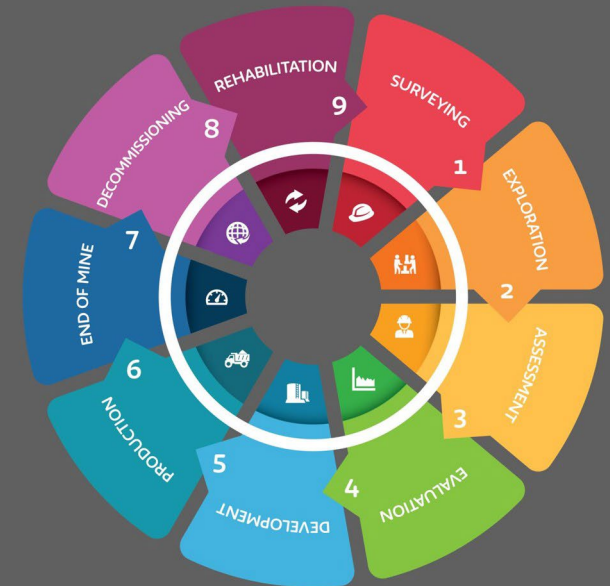 SURVEYING
1
EXPLORATION
2
ASSESSMENT
3
EVALUATION
4
DEVELOPMENT
5
PRODUCTION
6
END OF MINE
7
DECOMMISSIONING
8
REHABILITATION
9